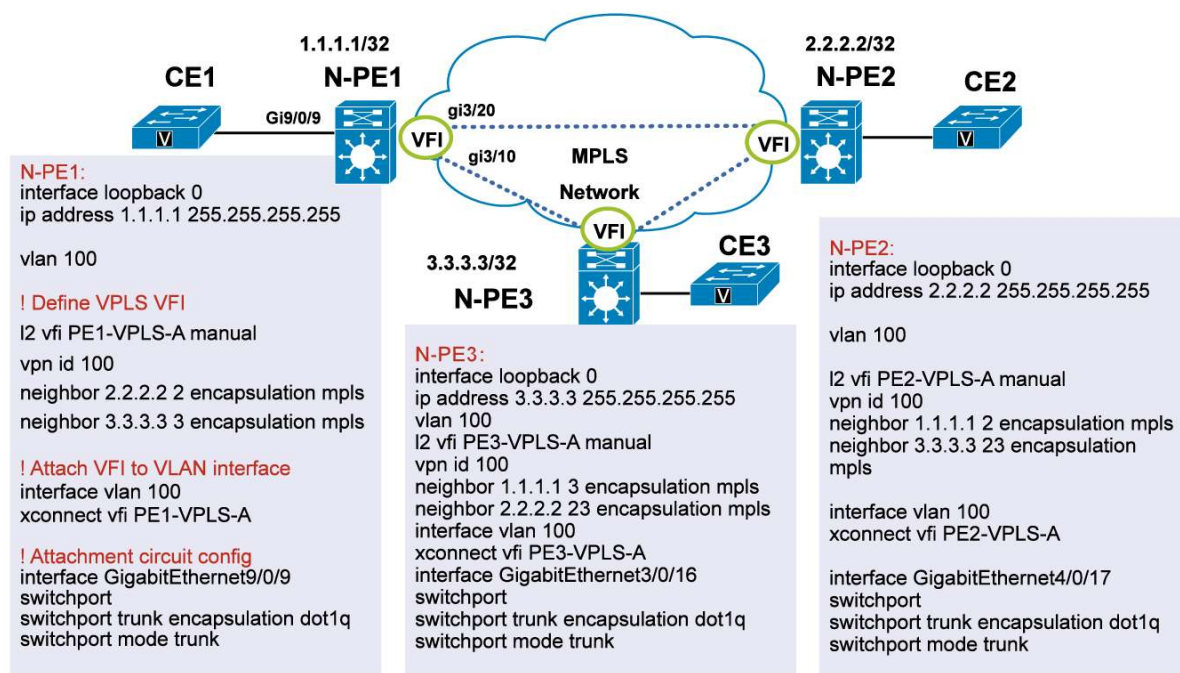 1.1.1.1/32
N-PE1
CE1
Gi9/0/9
VFI
gi3/20
gi3/10
MPLS
Network
VFI
2.2.2.2/32
N-PE2
CE2
VFI
3.3.3.3/32
N-PE3
CE3
V
V
V
N-PE1:
interface loopback 0
ip address 1.1.1.1 255.255.255.255
vlan 100
! Define VPLS VFI
l2 vfi PE1-VPLS-A manual
vpn id 100
neighbor 2.2.2.2 2 encapsulation mpls
neighbor 3.3.3.3 3 encapsulation mpls
! Attach VFI to VLAN interface
interface vlan 100
xconnect vfi PE1-VPLS-A
! Attachment circuit config
interface GigabitEthernet9/0/9
switchport
switchport trunk encapsulation dot1q
switchport mode trunk
N-PE3:
interface loopback 0
ip address 3.3.3.3 255.255.255.255
vlan 100
l2 vfi PE3-VPLS-A manual
vpn id 100
neighbor 1.1.1.1 3 encapsulation mpls
neighbor 2.2.2.2 23 encapsulation mpls
interface vlan 100
xconnect vfi PE3-VPLS-A
interface GigabitEthernet3/0/16
switchport
switchport trunk encapsulation dot1q
switchport mode trunk
N-PE2:
interface loopback 0
ip address 2.2.2.2 255.255.255.255
vlan 100
l2 vfi PE2-VPLS-A manual
vpn id 100
neighbor 1.1.1.1 2 encapsulation mpls
neighbor 3.3.3.3 23 encapsulation
mpls
interface vlan 100
xconnect vfi PE2-VPLS-A
interface GigabitEthernet4/0/17
switchport
switchport trunk encapsulation dot1q
switchport mode trunk